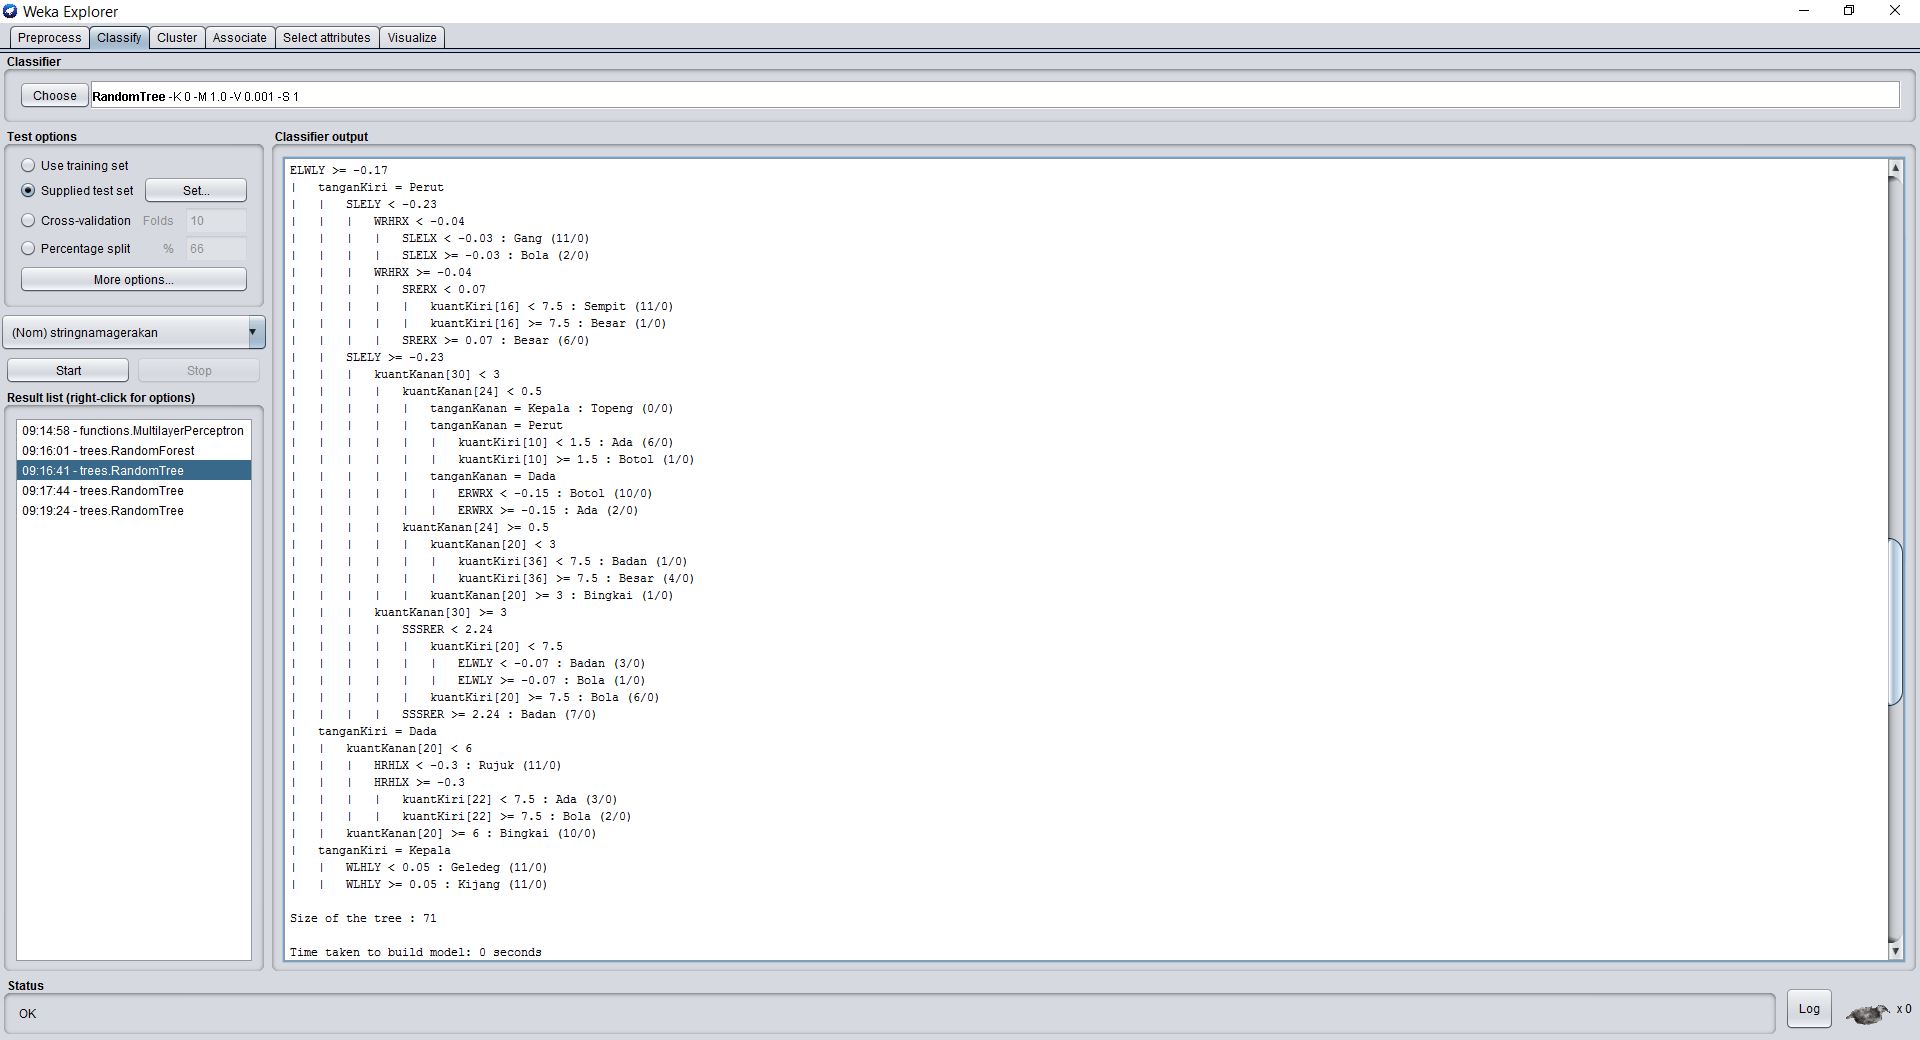 Weka Explorer
Preprocess Classify Cluster Associate Select attributes Visualize
Classifier
Choose RandomTree -K 0 -M 1.0 -V 0.001 -S 1
Test options
Use training set
Supplied test set Set...
Cross-validation Folds 10
Percentage split % 66
More options...
(Nom) stringnamagerakan
Start Stop
Result list (right-click for options)
09:14:58 - functions.MultilayerPerceptron
09:16:01 - trees.RandomForest
09:16:41 - trees.RandomTree
09:17:44 - trees.RandomTree
09:19:24 - trees.RandomTree
Classifier output
ELWLY >= -0.17
|   tanganKiri = Perut
|   |   SLELY < -0.23
|   |   |   WRHRX < -0.04
|   |   |   |   SLELX < -0.03 : Gang (11/0)
|   |   |   |   SLELX >= -0.03 : Bola (2/0)
|   |   |   WRHRX >= -0.04
|   |   |   |   SRERX < 0.07
|   |   |   |   |   kuantKiri[16] < 7.5 : Sempit (11/0)
|   |   |   |   |   kuantKiri[16] >= 7.5 : Besar (1/0)
|   |   |   |   SRERX >= 0.07 : Besar (6/0)
|   |   SLELY >= -0.23
|   |   |   kuantKanan[30] < 3
|   |   |   |   kuantKanan[24] < 0.5
|   |   |   |   |   tanganKanan = Kepala : Topeng (0/0)
|   |   |   |   |   tanganKanan = Perut
|   |   |   |   |   |   kuantKiri[10] < 1.5 : Ada (6/0)
|   |   |   |   |   |   kuantKiri[10] >= 1.5 : Botol (1/0)
|   |   |   |   |   tanganKanan = Dada
|   |   |   |   |   |   ERWRX < -0.15 : Botol (10/0)
|   |   |   |   |   |   ERWRX >= -0.15 : Ada (2/0)
|   |   |   |   kuantKanan[24] >= 0.5
|   |   |   |   |   kuantKanan[20] < 3
|   |   |   |   |   |   kuantKiri[36] < 7.5 : Badan (1/0)
|   |   |   |   |   |   kuantKiri[36] >= 7.5 : Besar (4/0)
|   |   |   |   |   kuantKanan[20] >= 3 : Bingkai (1/0)
|   |   |   kuantKanan[30] >= 3
|   |   |   |   SSSRER < 2.24
|   |   |   |   |   kuantKiri[20] < 7.5
|   |   |   |   |   |   ELWLY < -0.07 : Badan (3/0)
|   |   |   |   |   |   ELWLY >= -0.07 : Bola (1/0)
|   |   |   |   |   kuantKiri[20] >= 7.5 : Bola (6/0)
|   |   |   |   SSSRER >= 2.24 : Badan (7/0)
|   tanganKiri = Dada
|   |   kuantKanan[20] < 6
|   |   |   HRHLX < -0.3 : Rujuk (11/0)
|   |   |   HRHLX >= -0.3
|   |   |   |   kuantKiri[22] < 7.5 : Ada (3/0)
|   |   |   |   kuantKiri[22] >= 7.5 : Bola (2/0)
|   |   kuantKanan[20] >= 6 : Bingkai (10/0)
|   tanganKiri = Kepala
|   |   WLHLY < 0.05 : Geledeg (11/0)
|   |   WLHLY >= 0.05 : Kijang (11/0)
Size of the tree : 71
Time taken to build model: 0 seconds
Status
OK
Log x 0